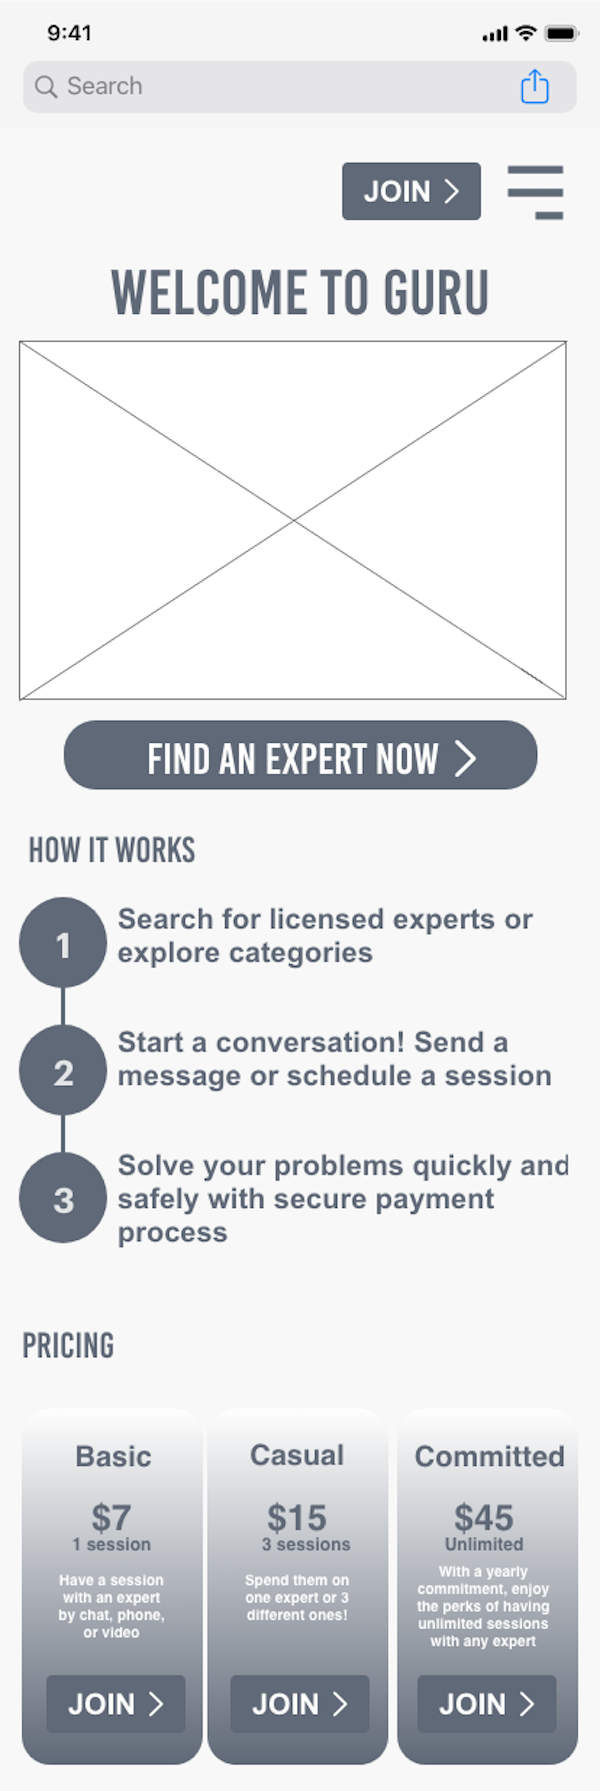 9:41
Search
JOIN
WELCOME TO GURU
FIND AN EXPERT NOW
HOW IT WORKS
1
Search for licensed experts or
explore categories
2
Start a conversation! Send a
message or schedule a session
3
Solve your problems quickly and
safely with secure payment
process
PRICING
Basic
$7
1 session
Have a session
with an expert
by chat, phone,
or video
JOIN
Casual
$15
3 sessions
Spend them on
one expert or 3
different ones!
JOIN
Committed
$45
Unlimited
With a yearly
commitment, enjoy
the perks of having
unlimited sessions
with any expert
JOIN